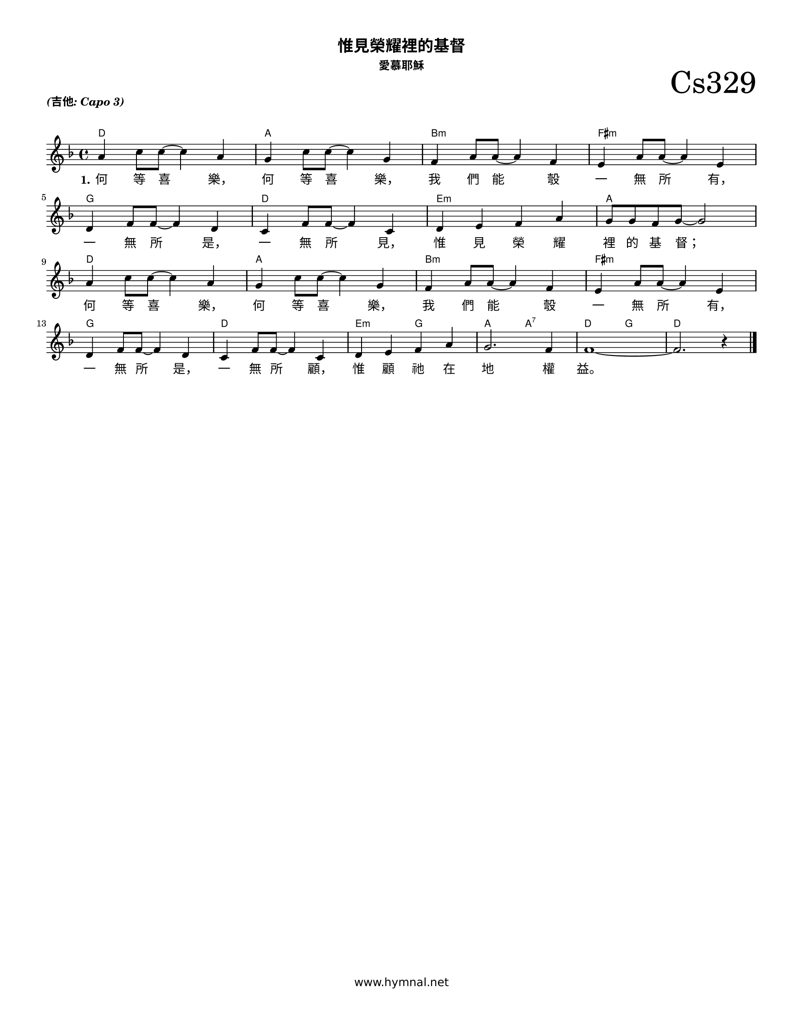 惟見榮耀裡的基督
愛慕耶穌
Cs329
(吉他: Capo 3)
D A Bm F#m
1. 何 等 喜 樂, 何 等 喜 樂, 我 們 能 彀 一 無 所 有,
5 G D Em A
一 無 所 是, 一 無 所 見, 惟 見 榮 耀 裡 的 基 督;
9 D A Bm F#m
何 等 喜 樂, 何 等 喜 樂, 我 們 能 彀 一 無 所 有,
13 G D Em G A A7 D G D
一 無 所 是, 一 無 所 顧, 惟 顧 祂 在 地 權 益。
www.hymnal.net